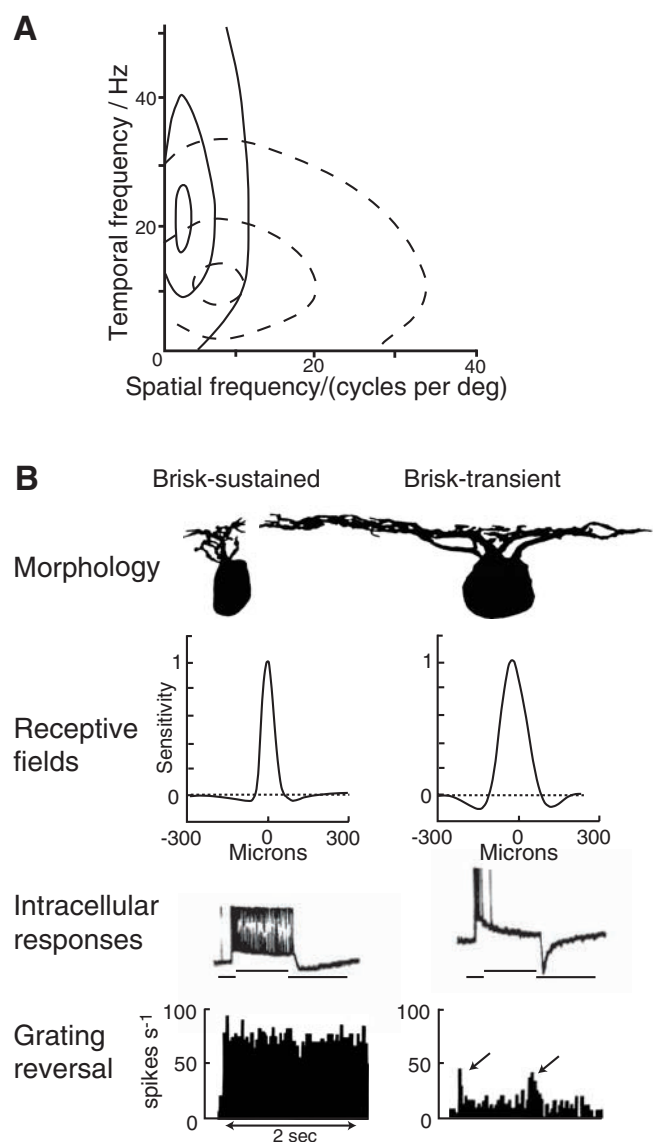 A
Temporal frequency / Hz
40
20
0
20
40
Spatial frequency/(cycles per deg)
B
Brisk-sustained
Brisk-transient
Morphology
Receptive
fields
Sensitivity
1
0
-300
0
300
Microns
1
0
-300
0
300
Microns
Intracellular
responses
Grating
reversal
spikes s-1
100
50
0
2 sec
100
50
0